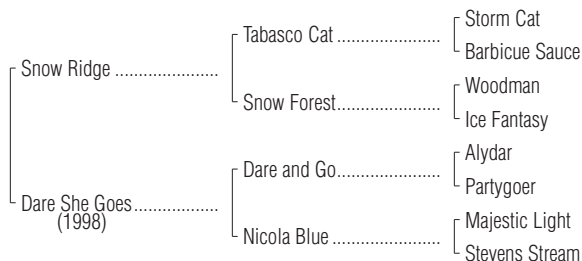 Storm Cat
Tabasco Cat ........................
Barbicue Sauce
Snow Ridge ........................
Woodman
Snow Forest........................
Ice Fantasy
Alydar
Dare and Go........................
Partygoer
Dare She Goes...................
(1998)
Majestic Light
Nicola Blue ........................
Stevens Stream